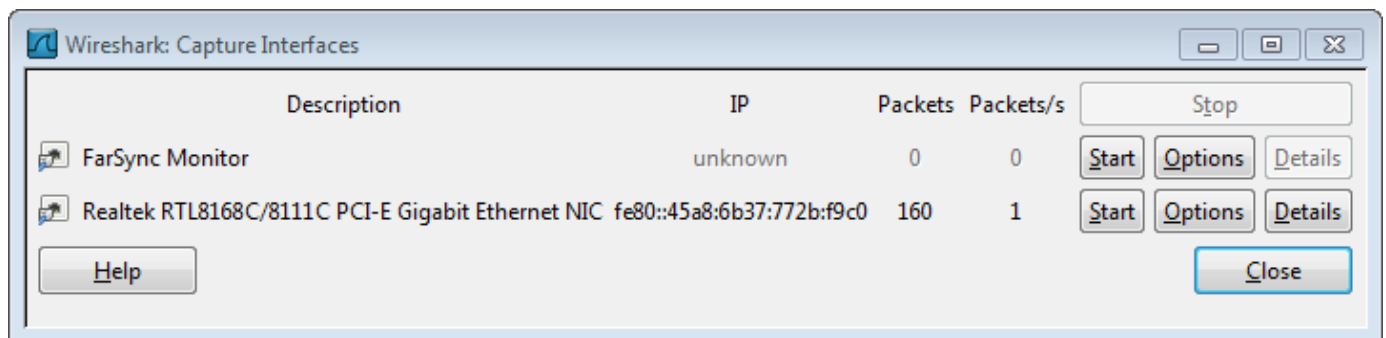 Wireshark: Capture Interfaces
Description IP Packets Packets/s Stop
FarSync Monitor unknown 0 0 Start Options Details
Realtek RTL8168C/8111C PCI-E Gigabit Ethernet NIC fe80::45a8:6b37:772b:f9c0 160 1 Start Options Details
Help Close